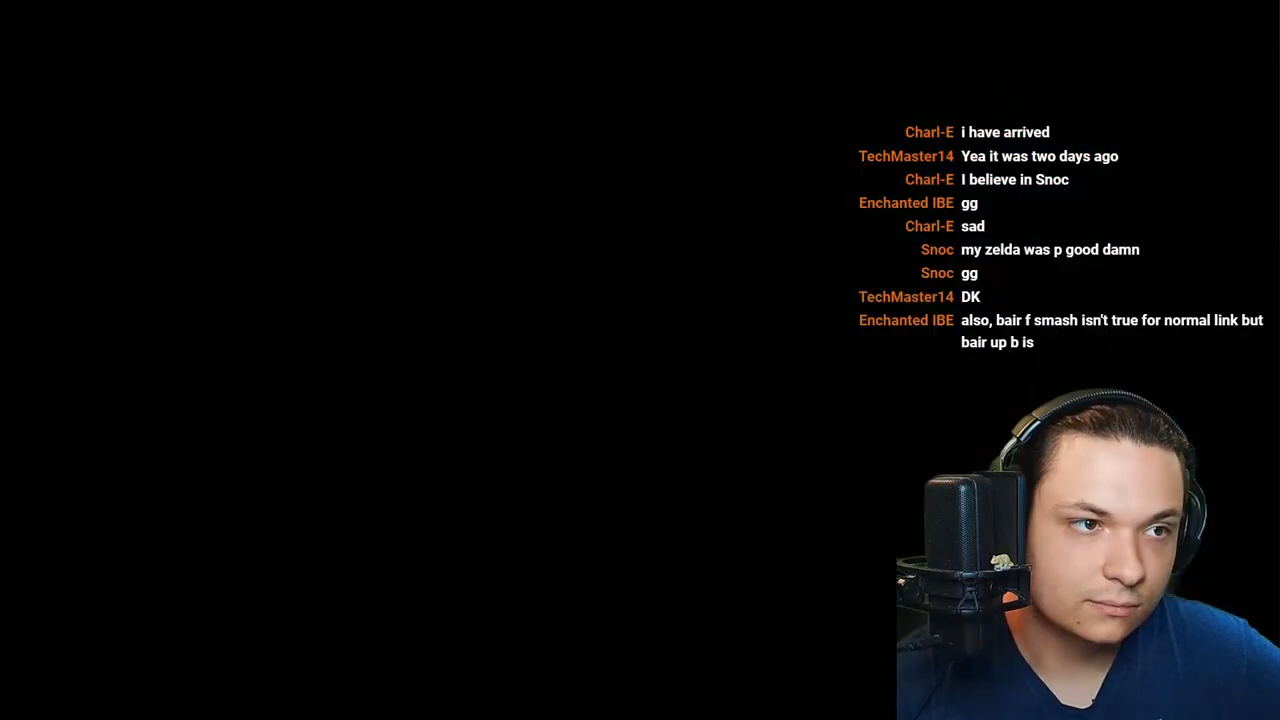 Charl-E i have arrived
TechMaster14 Yea it was two days ago
Charl-E I believe in Snoc
Enchanted IBE gg
Charl-E sad
Snoc my zelda was p good damn
Snoc gg
TechMaster14 DK
Enchanted IBE also, bair f smash isn't true for normal link but
bair up b is